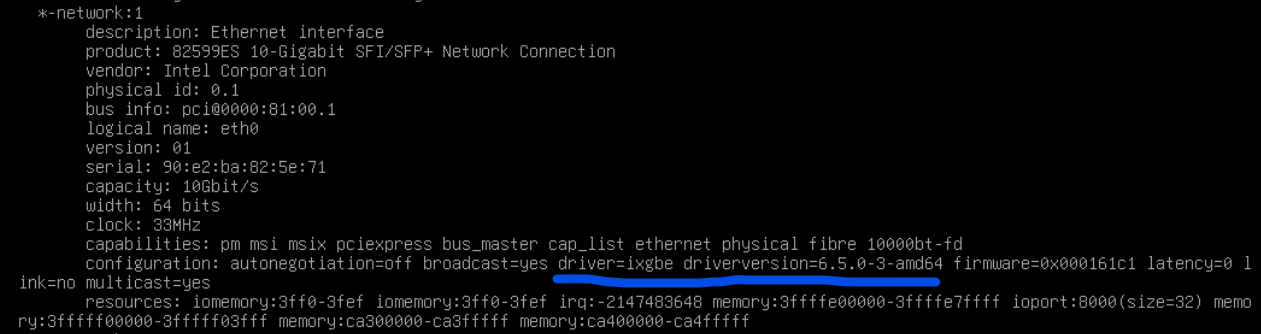 *-network:1
description: Ethernet interface
product: 82599ES 10-Gigabit SFI/SFP+ Network Connection
vendor: Intel Corporation
physical id: 0.1
bus info: pci@0000:81:00.1
logical name: eth0
version: 01
serial: 90:e2:ba:82:5e:71
capacity: 10Gbit/s
width: 64 bits
clock: 33MHz
capabilities: pm msi msix pciexpress bus_master cap_list ethernet physical fibre 10000bt-fd
configuration: autonegotiation=off broadcast=yes driver=ixgbe driverversion=6.5.0-3-amd64 firmware=0x000161c1 latency=0 l
ink=no multicast=yes
resources: iomemory:3ff0-3fef iomemory:3ff0-3fef irq:-2147483648 memory:3ffffe00000-3ffffe7ffff ioport:8000(size=32) memo
ry:3fffff00000-3fffff03fff memory:ca300000-ca3fffff memory:ca400000-ca4fffff